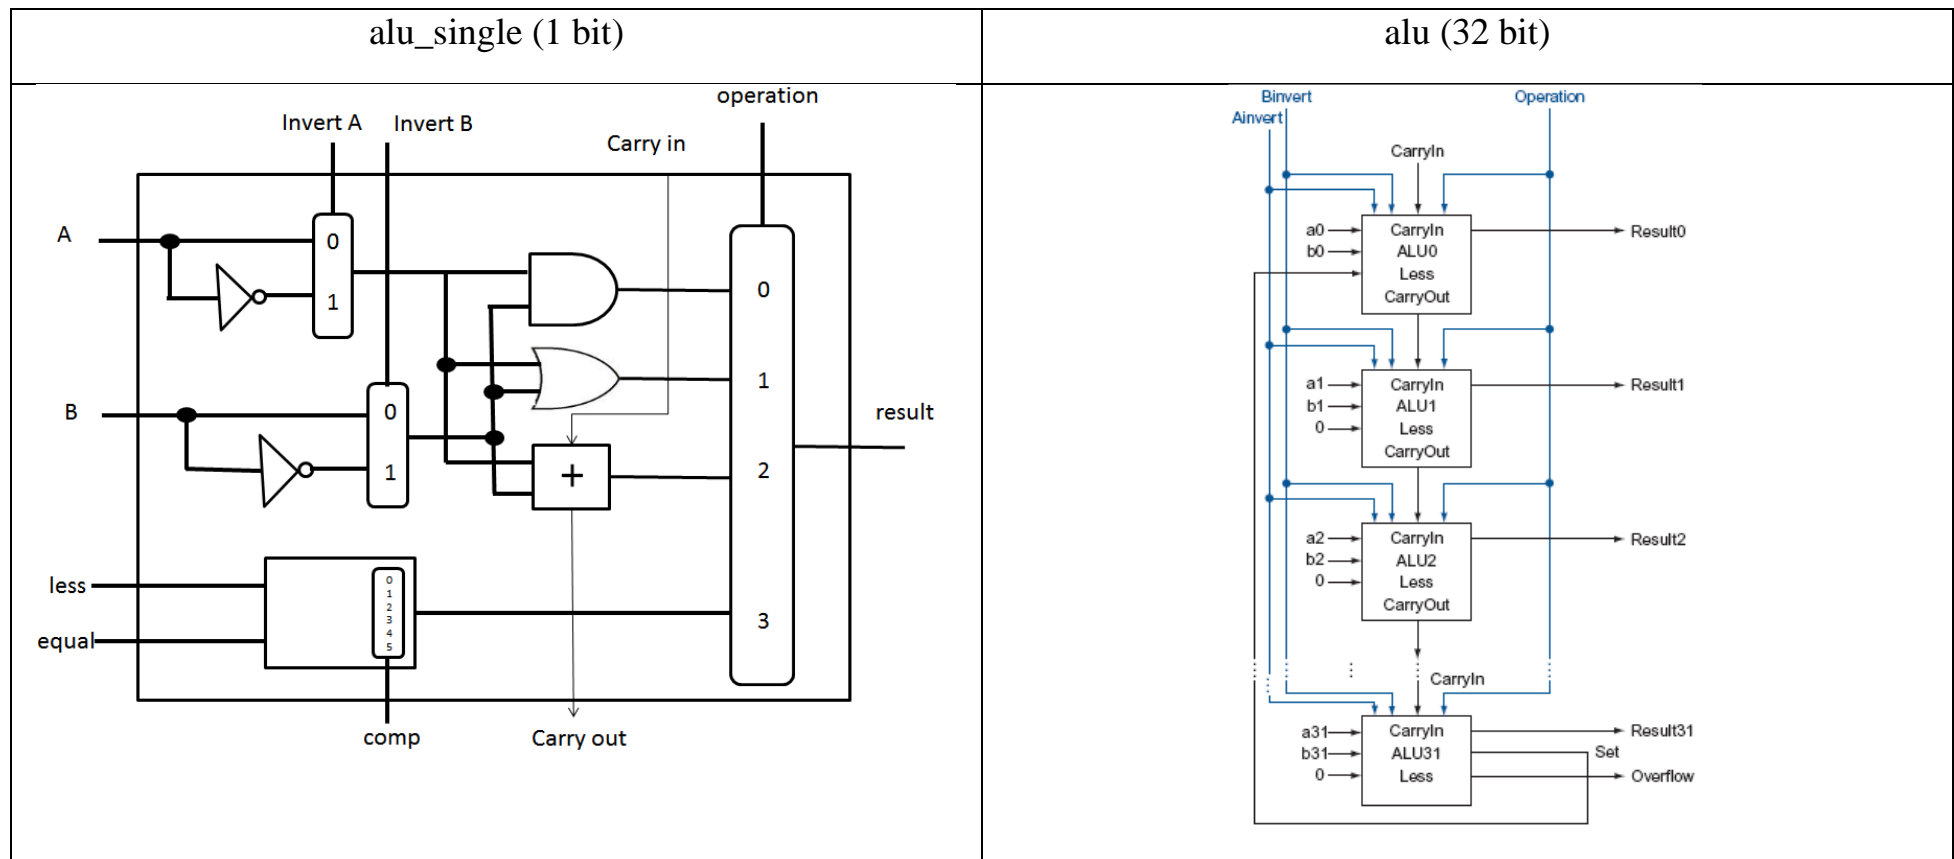 alu_single (1 bit)
alu (32 bit)
operation
Invert A
Invert B
Carry in
A
0
1
0
B
0
1
1
+
2
result
less
equal
0
1
2
3
4
5
3
comp
Carry out
Binvert
Operation
Ainvert
CarryIn
a0
CarryIn
Result0
b0
ALU0
Less
CarryOut
a1
CarryIn
Result1
b1
ALU1
0
Less
CarryOut
a2
CarryIn
Result2
b2
ALU2
0
Less
CarryOut
CarryIn
a31
CarryIn
Result31
b31
ALU31
Set
0
Less
Overflow